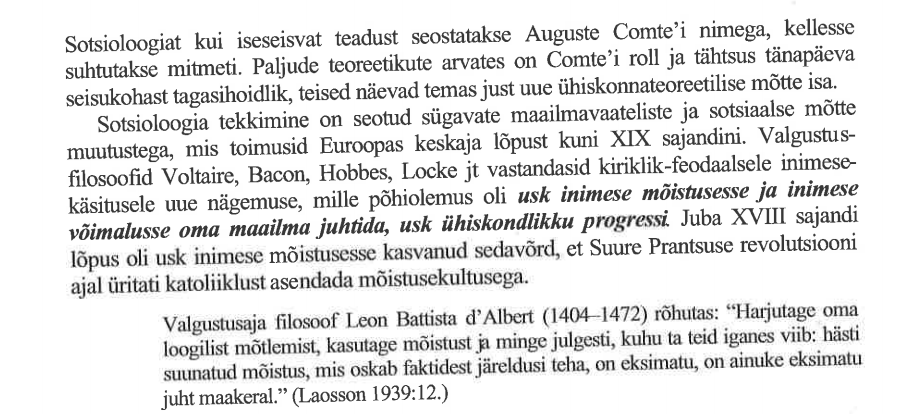 Sotsioloogiat kui iseseisvat teadust seostatakse Auguste Comte'i nimega, kellesse
suhtutakse mitmeti. Paljude teoreetikute arvates on Comte'i roll ja tähtsus tänapäeva
seisukohast tagasihoidlik, teised näevad temas just uue ühiskonnateoreetilise mõtte isa.
Sotsioloogia tekkimine on seotud sügavate maailmavaateliste ja sotsiaalse mõtte
muutustega, mis toimusid Euroopas keskaja lõpust kuni XIX sajandini. Valgustus-
filosoofid Voltaire, Bacon, Hobbes, Locke jt vastandasid kiriklik-feodaalsele inimese-
käsitusele uue nägemuse, mille põhiolemus oli usk inimese mõistusesse ja inimese
võimalusse oma maailma juhtida, usk ühiskondlikku progressi. Juba XVIII sajandi
lõpus oli usk inimese mõistusesse kasvanud sedavõrd, et Suure Prantsuse revolutsiooni
ajal üritati katoliiklust asendada mõistusekultusega.
Valgustusaja filosoof Leon Battista d'Albert (1404–1472) rõhutas: “Harjutage oma
loogilist mõtlemist, kasutage mõistust ja minge julgesti, kuhu ta teid iganes viib: hästi
suunatud mõistus, mis oskab faktidest järeldusi teha, on eksimatu, on ainuke eksimatu
juht maakeral.” (Laosson 1939:12.)